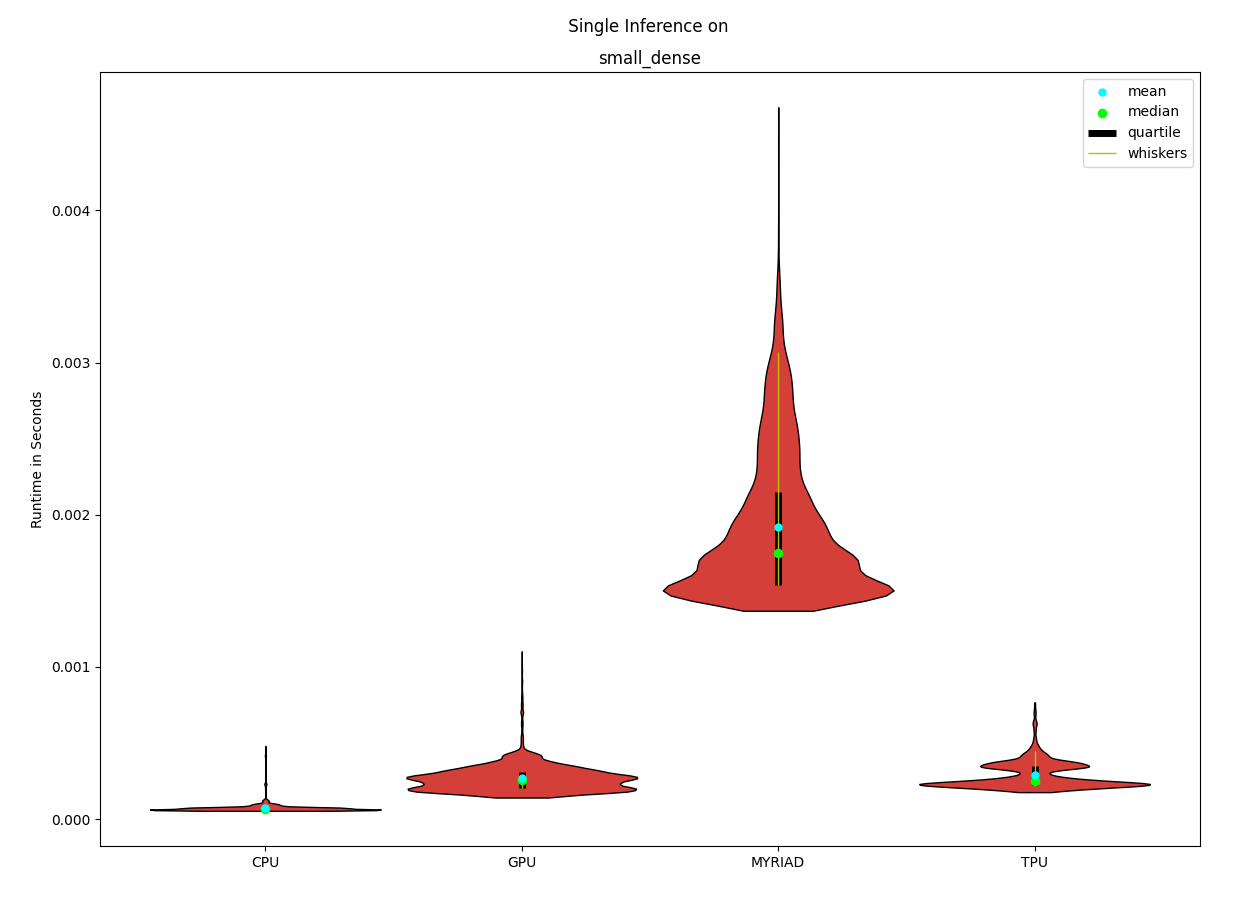 Single Inference on
small_dense
mean
median
quartile
whiskers
0.004
0.003
0.002
0.001
0.000
Runtime in Seconds
CPU
GPU
MYRIAD
TPU